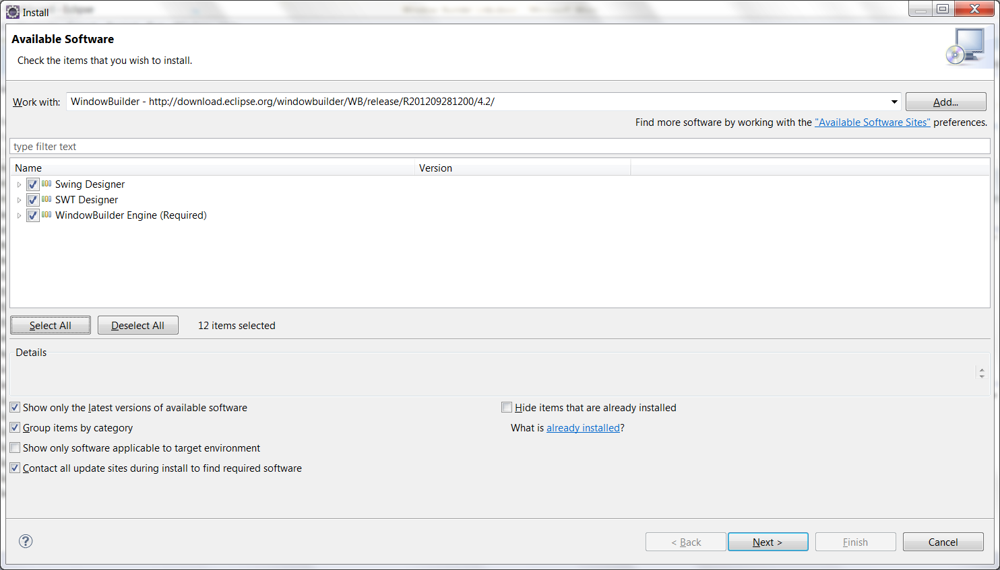 Install
Available Software
Check the items that you wish to install.
Work with: WindowBuilder - http://download.eclipse.org/windowbuilder/WB/release/R201209281200/4.2/ Add...
Find more software by working with the "Available Software Sites" preferences.
type filter text
Name Version
Swing Designer
SWT Designer
WindowBuilder Engine (Required)
Select All Deselect All 12 items selected
Details
Show only the latest versions of available software Hide items that are already installed
Group items by category What is already installed?
Show only software applicable to target environment
Contact all update sites during install to find required software
< Back Next > Finish Cancel